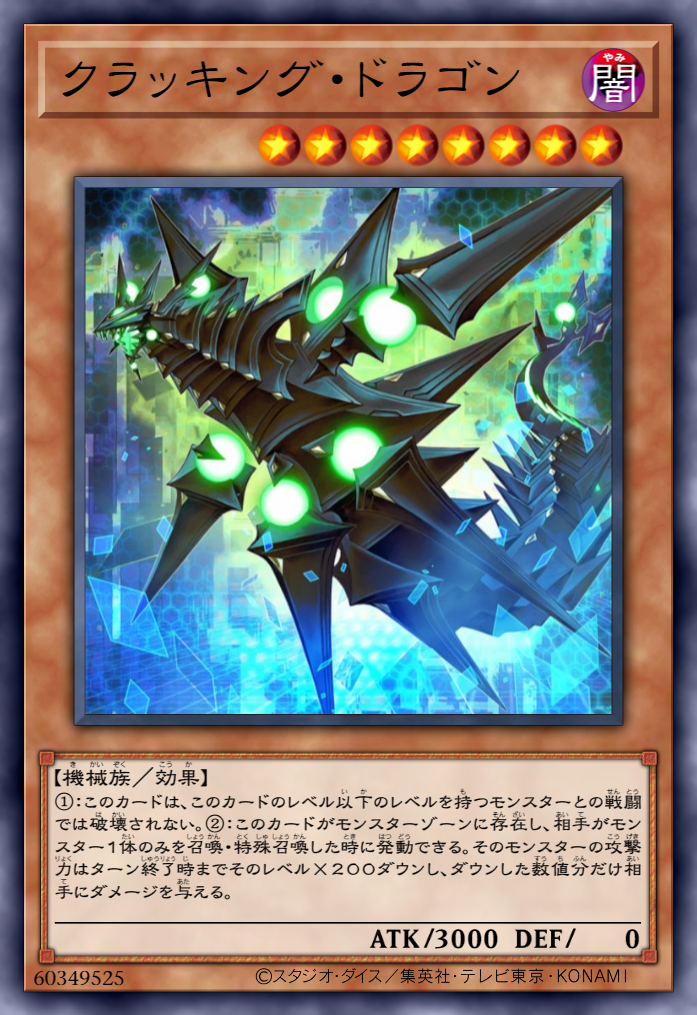 クラッキング・ドラゴン
闇
やみ
【機械族／効果】
①：このカードは、このカードのレベル以下のレベルを持つモンスターとの戦闘
では破壊されない。②：このカードがモンスターゾーンに存在し、相手がモン
スター１体のみを召喚・特殊召喚した時に発動できる。そのモンスターの攻撃
力はターン終了時までそのレベル×２００ダウンし、ダウンした数値分だけ相
手にダメージを与える。
ATK/3000 DEF/ 0
60349525
©スタジオ・ダイス／集英社・テレビ東京・KONAMI